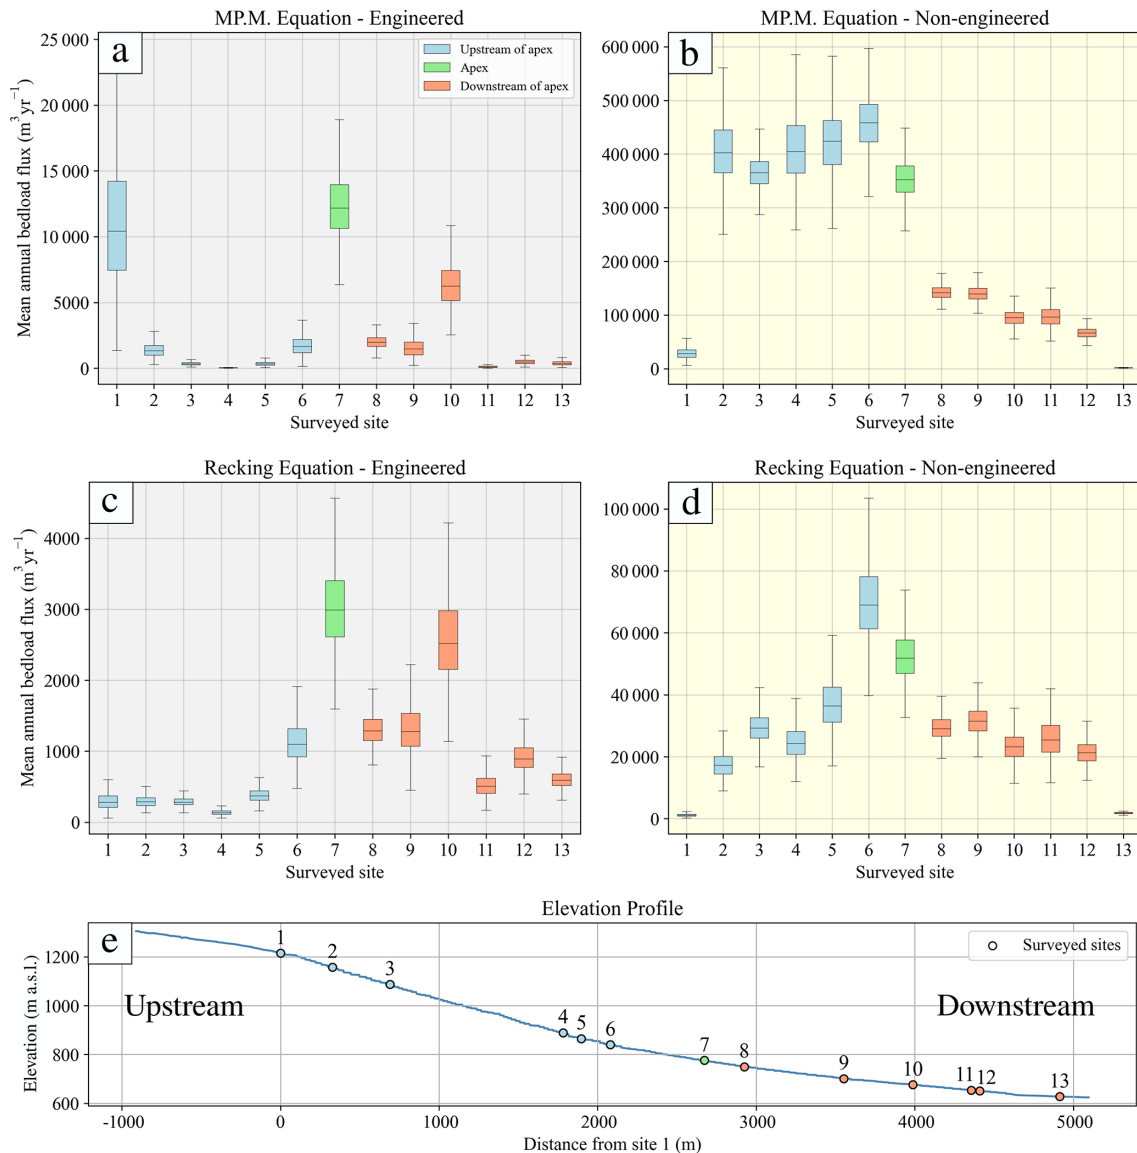 MP.M. Equation - Engineered
a
Upstream of apex
Apex
Downstream of apex
Mean annual bedload flux (m³yr⁻¹)
25 000
20 000
15 000
10 000
5000
0
1 2 3 4 5 6 7 8 9 10 11 12 13
Surveyed site
MP.M. Equation - Non-engineered
b
600 000
500 000
400 000
300 000
200 000
100 000
0
1 2 3 4 5 6 7 8 9 10 11 12 13
Surveyed site
Recking Equation - Engineered
c
Mean annual bedload flux (m³yr⁻¹)
4000
3000
2000
1000
0
1 2 3 4 5 6 7 8 9 10 11 12 13
Surveyed site
Recking Equation - Non-engineered
d
100 000
80 000
60 000
40 000
20 000
0
1 2 3 4 5 6 7 8 9 10 11 12 13
Surveyed site
Elevation Profile
e
Surveyed sites
Elevation (m a.s.l.)
1200
1000
800
600
Upstream
Downstream
1 2 3 4 5 6 7 8 9 10 11 12 13
-1000 0 1000 2000 3000 4000 5000
Distance from site 1 (m)